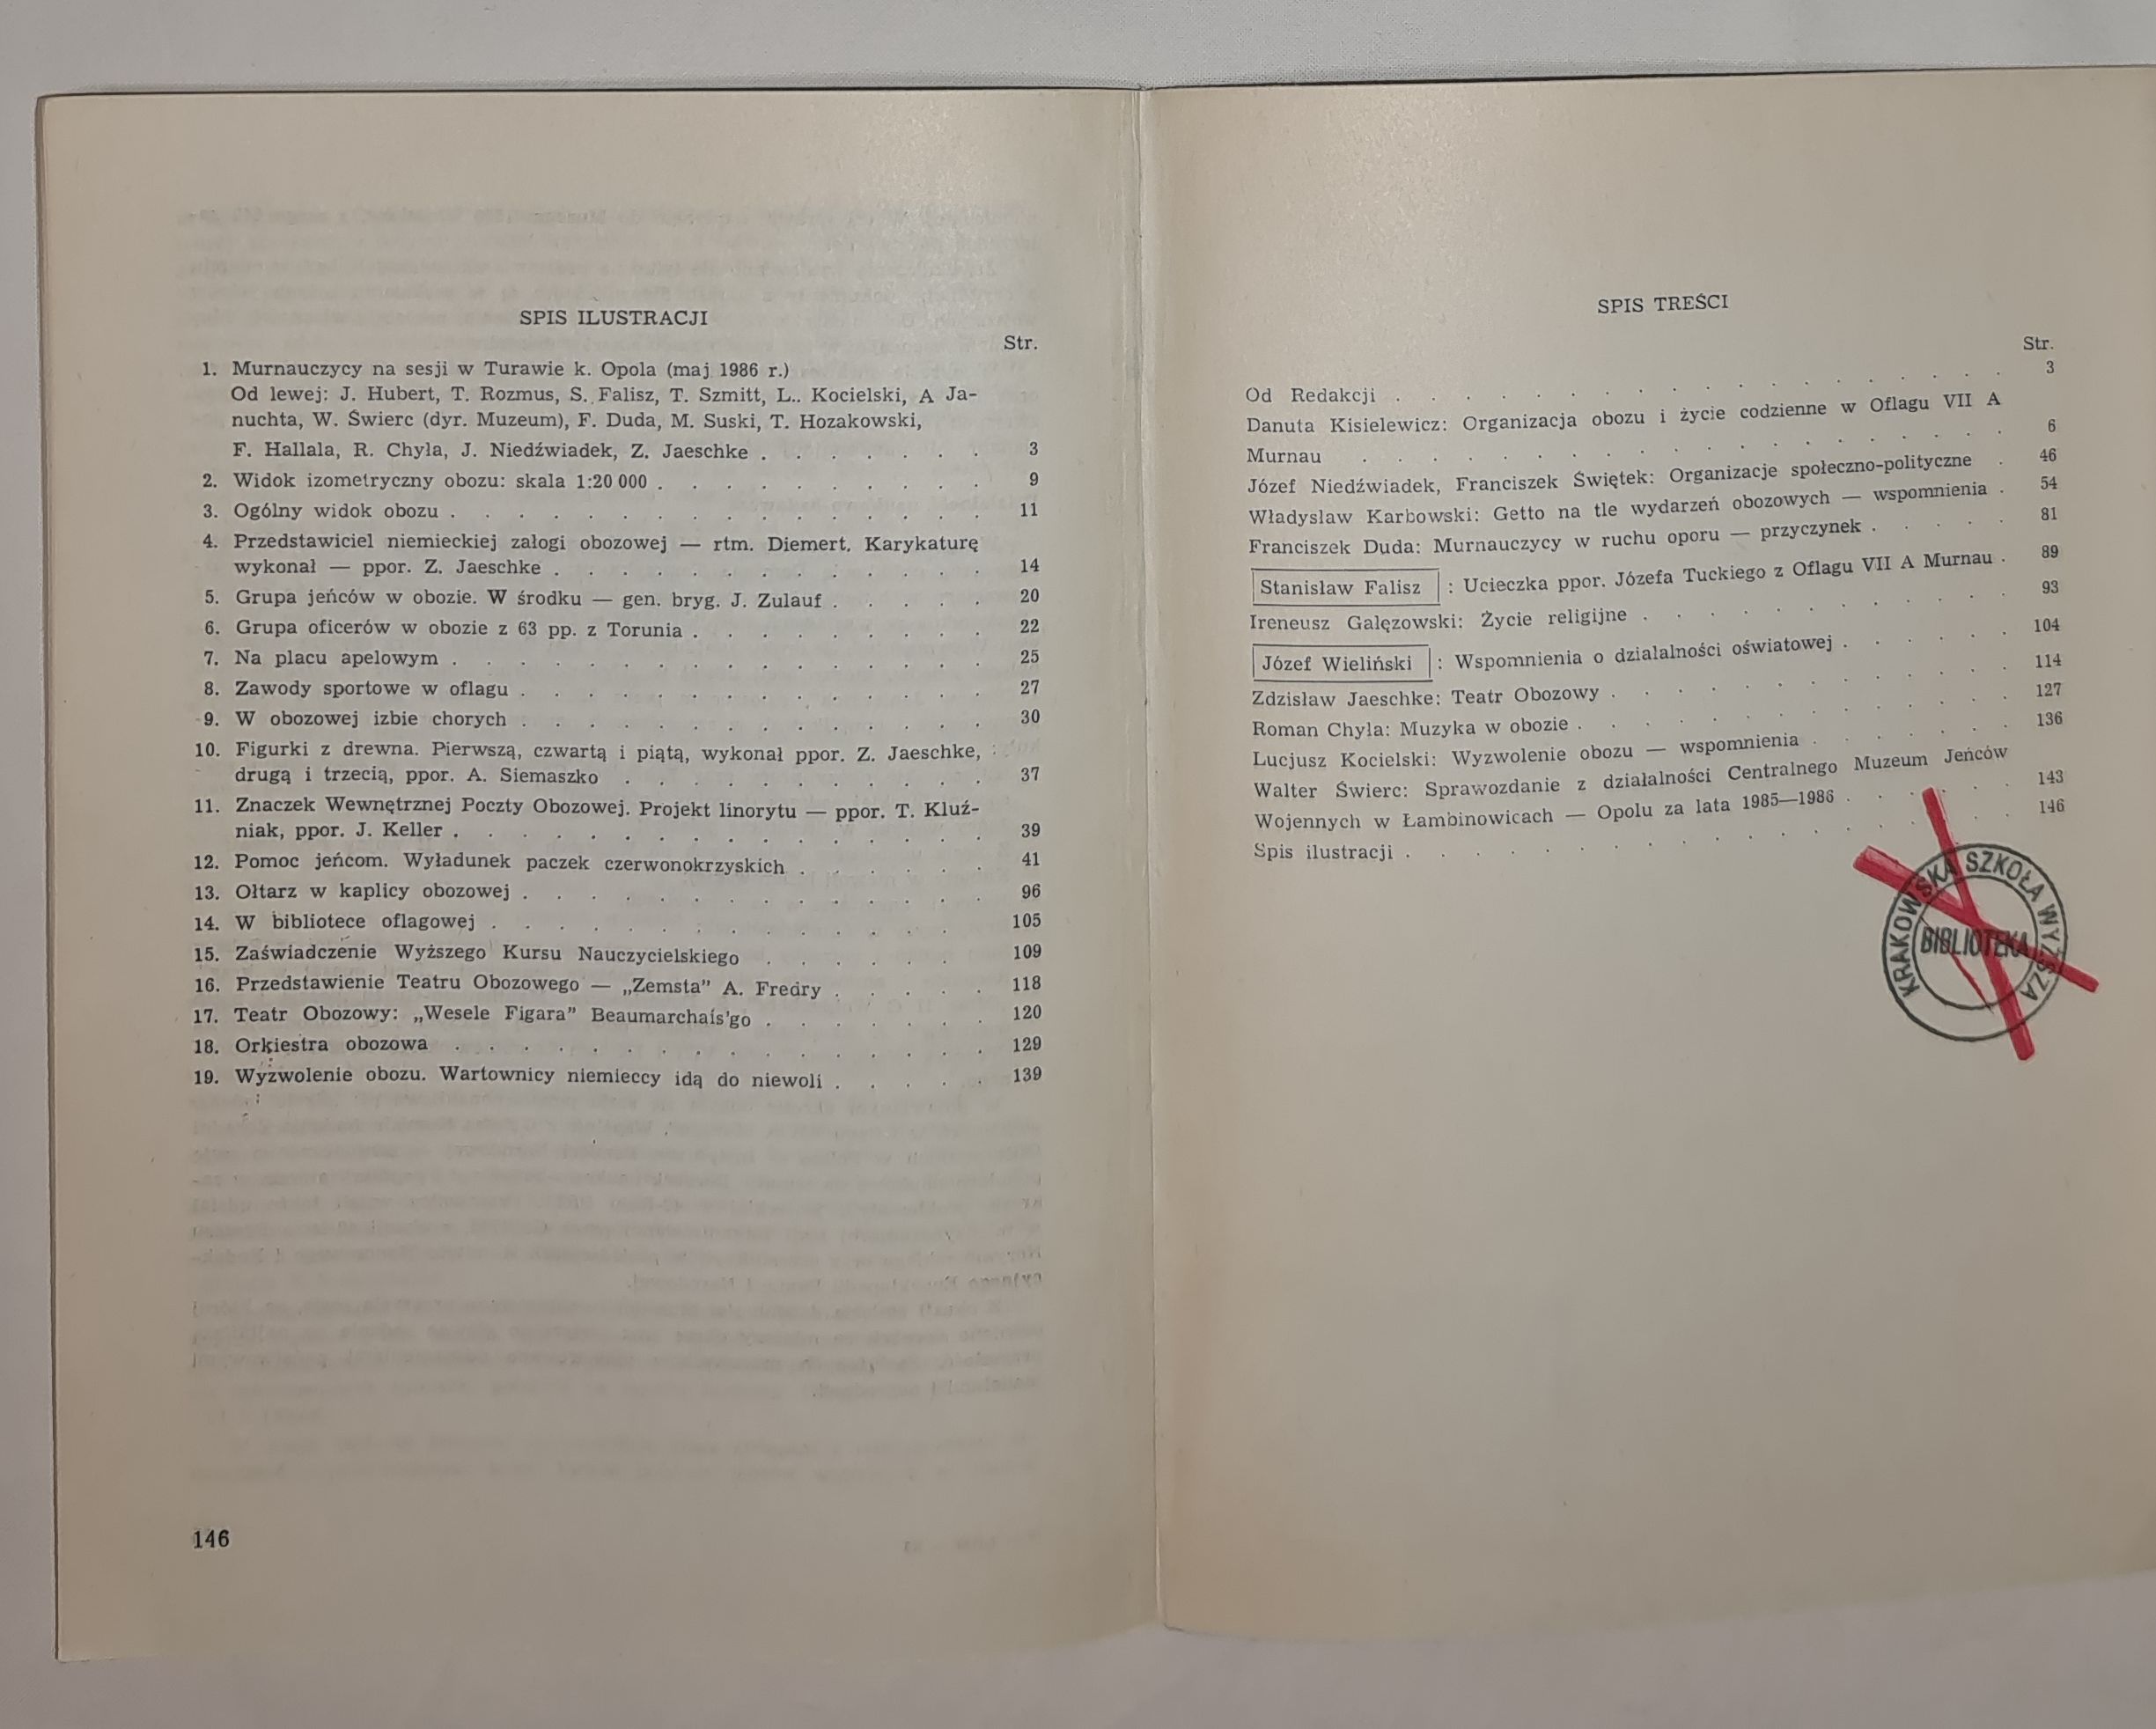 SPIS ILUSTRACJI
Str.
1. Murnauczycy na sesji w Turawie k. Opola (maj 1986 r.)
Od lewej: J. Hubert, T. Rozmus, S. Falisz, T. Szmitt, L.. Kocielski, A Ja-
nuchta, W. Świerc (dyr. Muzeum), F. Duda, M. Suski, T. Hozakowski,
F. Hallala, R. Chyła, J. Niedźwiadek, Z. Jaeschke . . . . . . . 3
2. Widok izometryczny obozu: skala 1:20 000 . . . . . . . . . . 9
3. Ogólny widok obozu . . . . . . . . . . . . . . . . 11
4. Przedstawiciel niemieckiej załogi obozowej — rtm. Diemert. Karykaturę
wykonał — ppor. Z. Jaeschke . . . . . . . . . . . . . 14
5. Grupa jeńców w obozie. W środku — gen. bryg. J. Zulauf . . . . . 20
6. Grupa oficerów w obozie z 63 pp. z Torunia . . . . . . . . . 22
7. Na placu apelowym . . . . . . . . . . . . . . . . 25
8. Zawody sportowe w oflagu . . . . . . . . . . . . . . 27
9. W obozowej izbie chorych . . . . . . . . . . . . . . 30
10. Figurki z drewna. Pierwszą, czwartą i piątą, wykonał ppor. Z. Jaeschke,
drugą i trzecią, ppor. A. Siemaszko . . . . . . . . . . . 37
11. Znaczek Wewnętrznej Poczty Obozowej. Projekt linorytu — ppor. T. Kluź-
niak, ppor. J. Keller . . . . . . . . . . . . . . . . 39
12. Pomoc jeńcom. Wyładunek paczek czerwonokrzyskich . . . . . . 41
13. Ołtarz w kaplicy obozowej . . . . . . . . . . . . . . 96
14. W bibliotece oflagowej . . . . . . . . . . . . . . 105
15. Zaświadczenie Wyższego Kursu Nauczycielskiego . . . . . . 109
16. Przedstawienie Teatru Obozowego — „Zemsta” A. Fredry . . . . . 118
17. Teatr Obozowy: „Wesele Figara” Beaumarchais'go . . . . . . . 120
18. Orkiestra obozowa . . . . . . . . . . . . . . . . 129
19. Wyzwolenie obozu. Wartownicy niemieccy idą do niewoli . . . . . 139
146
SPIS TREŚCI
Str.
Od Redakcji . . . . . . . . . . . . . . . . . . 3
Danuta Kisielewicz: Organizacja obozu i życie codzienne w Oflagu VII A
Murnau . . . . . . . . . . . . . . . . . . . 6
Józef Niedźwiadek, Franciszek Świętek: Organizacje społeczno-polityczne . 46
Władysław Karbowski: Getto na tle wydarzeń obozowych — wspomnienia . 54
Franciszek Duda: Murnauczycy w ruchu oporu — przyczynek . . . . . 81
Stanisław Falisz : Ucieczka ppor. Józefa Tuckiego z Oflagu VII A Murnau . 89
Ireneusz Gałęzowski: Życie religijne . . . . . . . . . . . 93
Józef Wieliński : Wspomnienia o działalności oświatowej . . . . . 104
Zdzisław Jaeschke: Teatr Obozowy . . . . . . . . . . . . 114
Roman Chyła: Muzyka w obozie . . . . . . . . . . . . . 127
Lucjusz Kocielski: Wyzwolenie obozu — wspomnienia . . . . . . 136
Walter Świerc: Sprawozdanie z działalności Centralnego Muzeum Jeńców
Wojennych w Łambinowicach — Opolu za lata 1985—1986 . . . . . 143
Spis ilustracji . . . . . . . . . . . . . . . . . . 146
KRAKOWSKA SZKOŁA WYŻSZA
BIBLIOTEKA